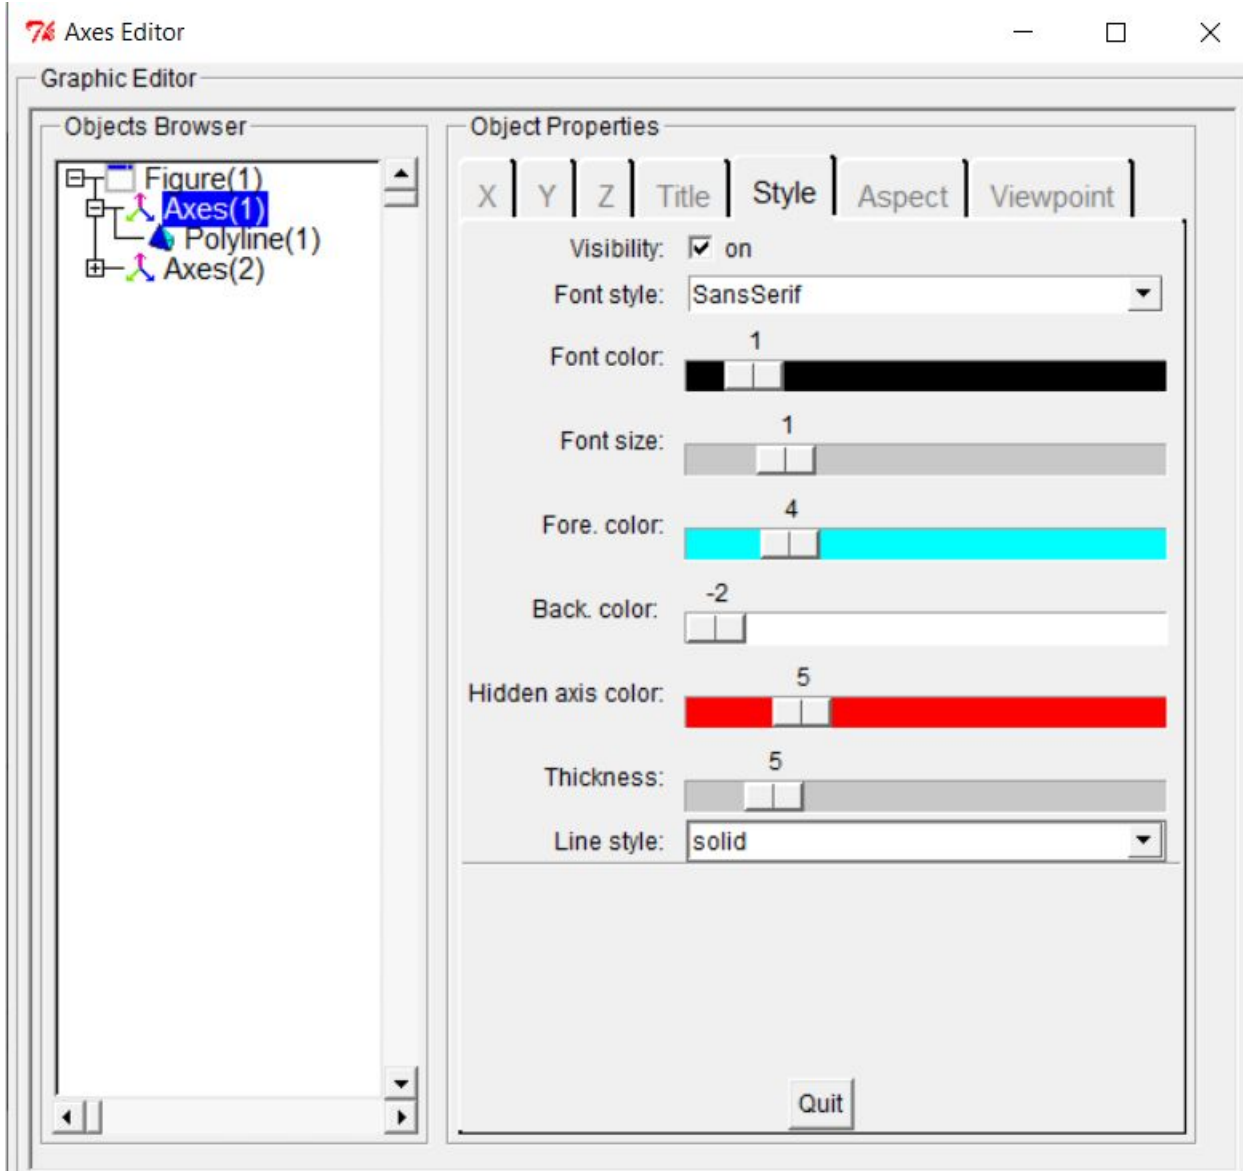 Axes Editor
Graphic Editor
Objects Browser
Figure(1)
Axes(1)
Polyline(1)
Axes(2)
Object Properties
X Y Z Title Style Aspect Viewpoint
Visibility: on
Font style: SansSerif
1
Font color:
1
Font size:
4
Fore. color:
-2
Back. color:
5
Hidden axis color:
5
Thickness:
Line style: solid
Quit